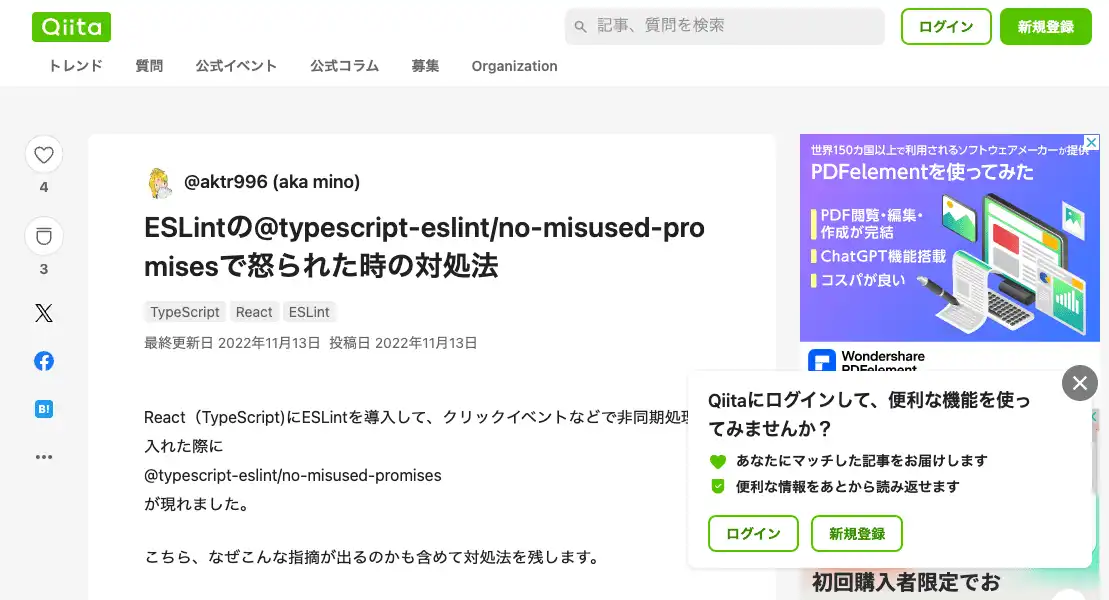 Qiita
記事、質問を検索
ログイン
新規登録
トレンド
質問
公式イベント
公式コラム
募集
Organization
4
3
B!
@aktr996 (aka mino)
ESLintの@typescript-eslint/no-misused-pro
misesで怒られた時の対処法
TypeScript
React
ESLint
最終更新日 2022年11月13日 投稿日 2022年11月13日
React（TypeScript)にESLintを導入して、クリックイベントなどで非同期処理
入れた際に
@typescript-eslint/no-misused-promises
が現れました。
こちら、なぜこんな指摘が出るのかも含めて対処法を残します。
世界150カ国以上で利用されるソフトウェアメーカーが提供
PDFelementを使ってみた
PDF閲覧・編集・
作成が完結
ChatGPT機能搭載
コスパが良い
Wondershare
PDFelement
Qiitaにログインして、便利な機能を使っ
てみませんか？
あなたにマッチした記事をお届けします
便利な情報をあとから読み返せます
ログイン
新規登録
初回購入者限定でお